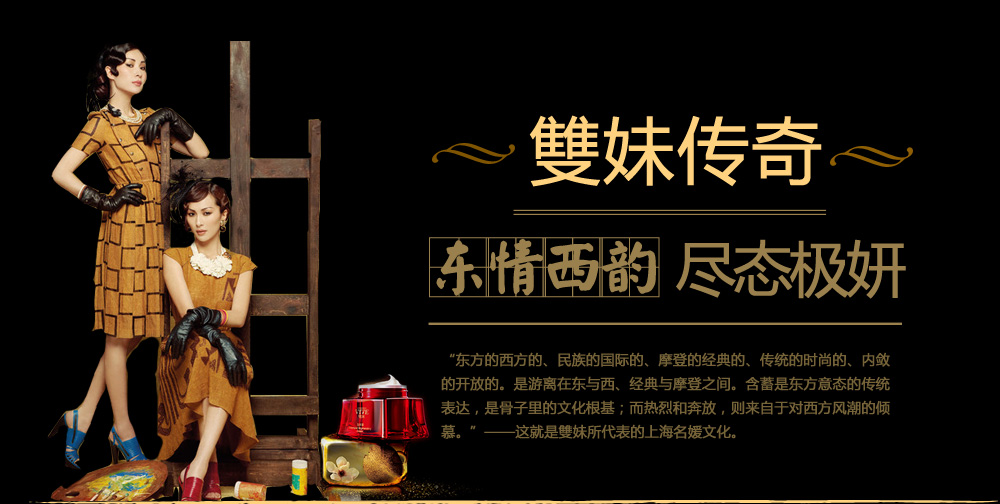 雙妹传奇
东情西韵 尽态极妍
“东方的西方的、民族的国际的、摩登的经典的、传统的时尚的、内敛
的开放的。是游离在东与西、经典与摩登之间。含蓄是东方意态的传统
表达，是骨子里的文化根基；而热烈和奔放，则来自于对西方风潮的倾
慕。”——这就是雙妹所代表的上海名媛文化。